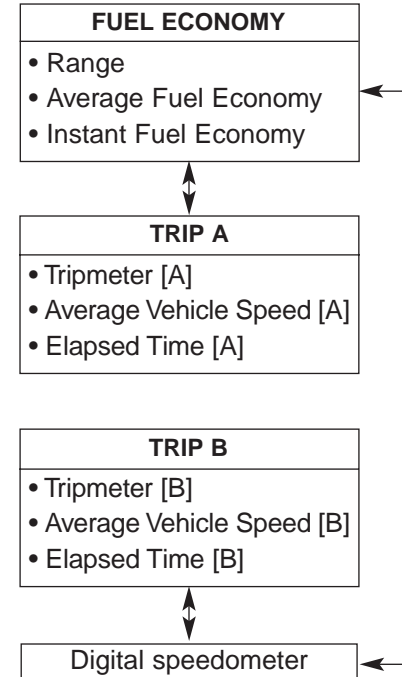 FUEL ECONOMY
• Range
• Average Fuel Economy
• Instant Fuel Economy
TRIP A
• Tripmeter [A]
• Average Vehicle Speed [A]
• Elapsed Time [A]
TRIP B
• Tripmeter [B]
• Average Vehicle Speed [B]
• Elapsed Time [B]
Digital speedometer